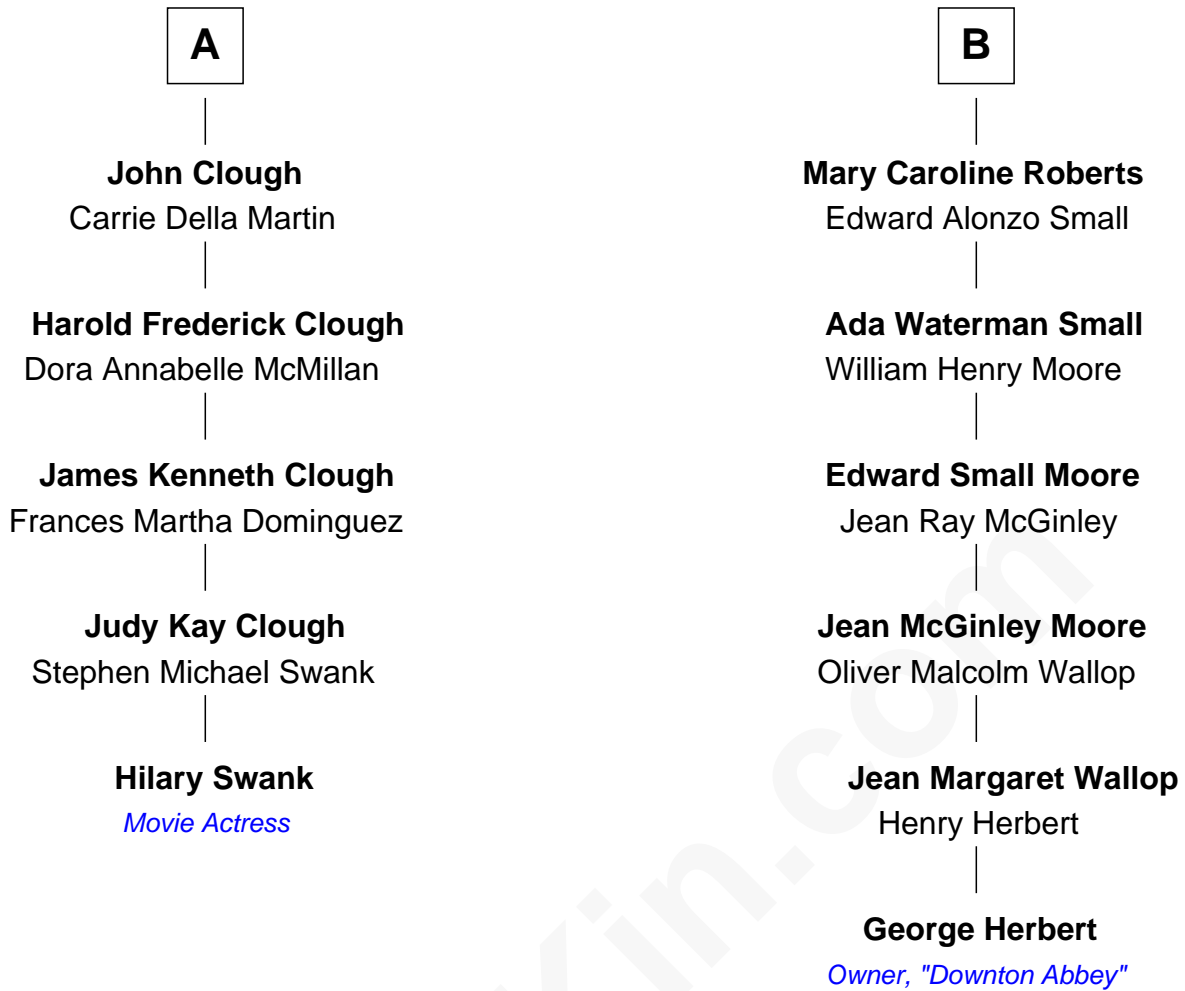 A
John Clough
Carrie Della Martin
Harold Frederick Clough
Dora Annabelle McMillan
James Kenneth Clough
Frances Martha Dominguez
Judy Kay Clough
Stephen Michael Swank
Hilary Swank
Movie Actress
B
Mary Caroline Roberts
Edward Alonzo Small
Ada Waterman Small
William Henry Moore
Edward Small Moore
Jean Ray McGinley
Jean McGinley Moore
Oliver Malcolm Wallop
Jean Margaret Wallop
Henry Herbert
George Herbert
Owner, "Downton Abbey"
Kin.com